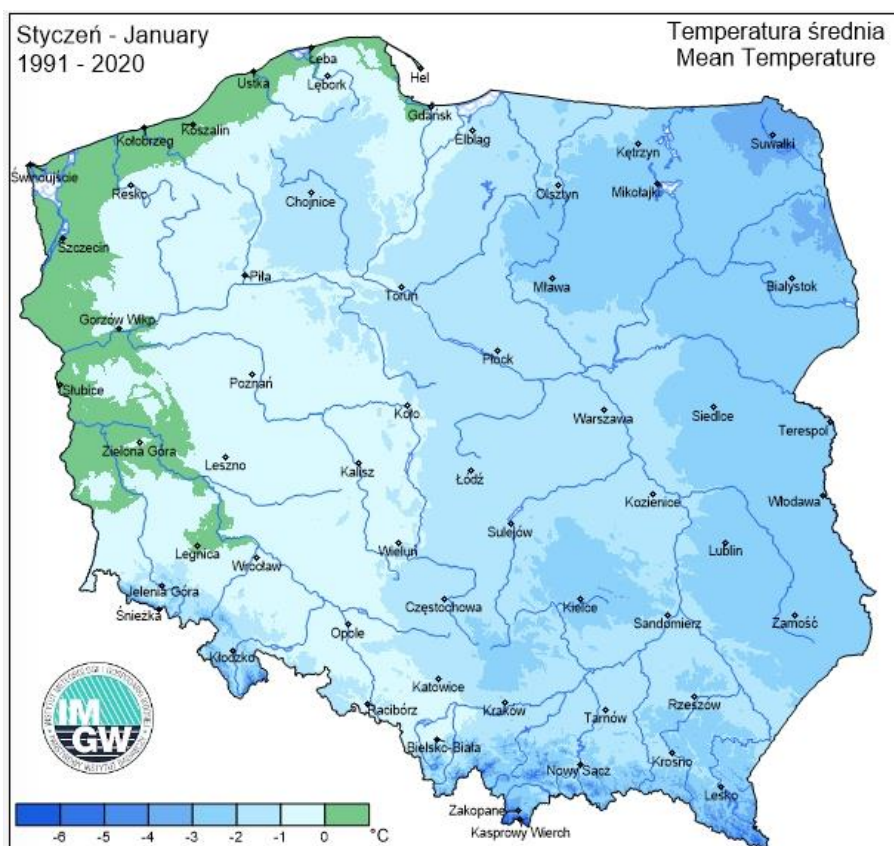 Styczeń - January
1991 - 2020
Temperatura średnia
Mean Temperature
Łeba
Hel
Ustka
Lębork
Gdańsk
Koszalin
Kołobrzeg
Elbląg
Suwałki
Kętrzyn
Świnoujście
Resko
Chojnice
Olsztyn
Mikołajki
Szczecin
Piła
Toruń
Mława
Białystok
Gorzów Wlkp.
Płock
Słubice
Poznań
Koło
Warszawa
Siedlce
Terespol
Zielona Góra
Leszno
Kalisz
Łódź
Kozienice
Włodawa
Sulejów
Legnica
Wrocław
Wieluń
Lublin
Jelenia Góra
Śnieżka
Częstochowa
Kielce
Sandomierz
Zamość
Opole
Kłodzko
Katowice
Racibórz
Kraków
Tarnów
Rzeszów
Bielsko-Biała
Nowy Sącz
Krosno
Lesko
Zakopane
Kasprowy Wierch
IM
GW
-6 -5 -4 -3 -2 -1 0 °C